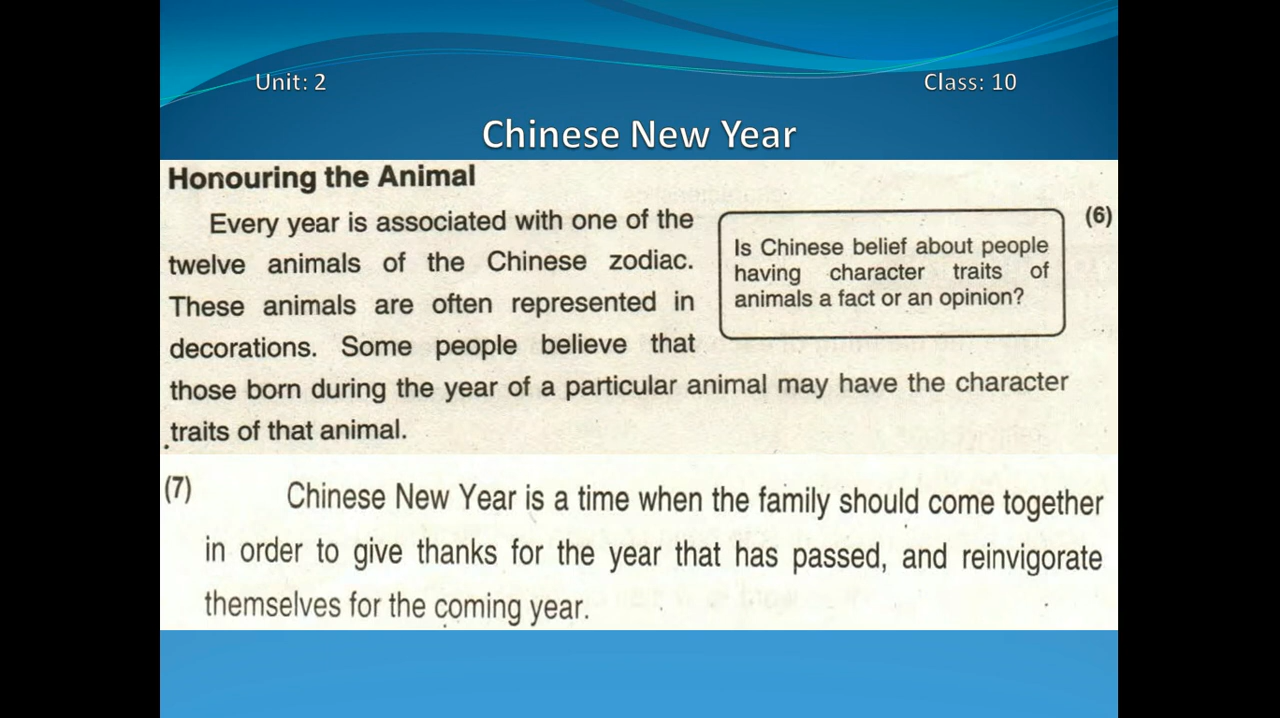 Unit: 2
Class: 10
Chinese New Year
Honouring the Animal
Every year is associated with one of the
twelve animals of the Chinese zodiac.
These animals are often represented in
decorations. Some people believe that
those born during the year of a particular animal may have the character
traits of that animal.
(6)
Is Chinese belief about people
having character traits of
animals a fact or an opinion?
(7)
Chinese New Year is a time when the family should come together
in order to give thanks for the year that has passed, and reinvigorate
themselves for the coming year.